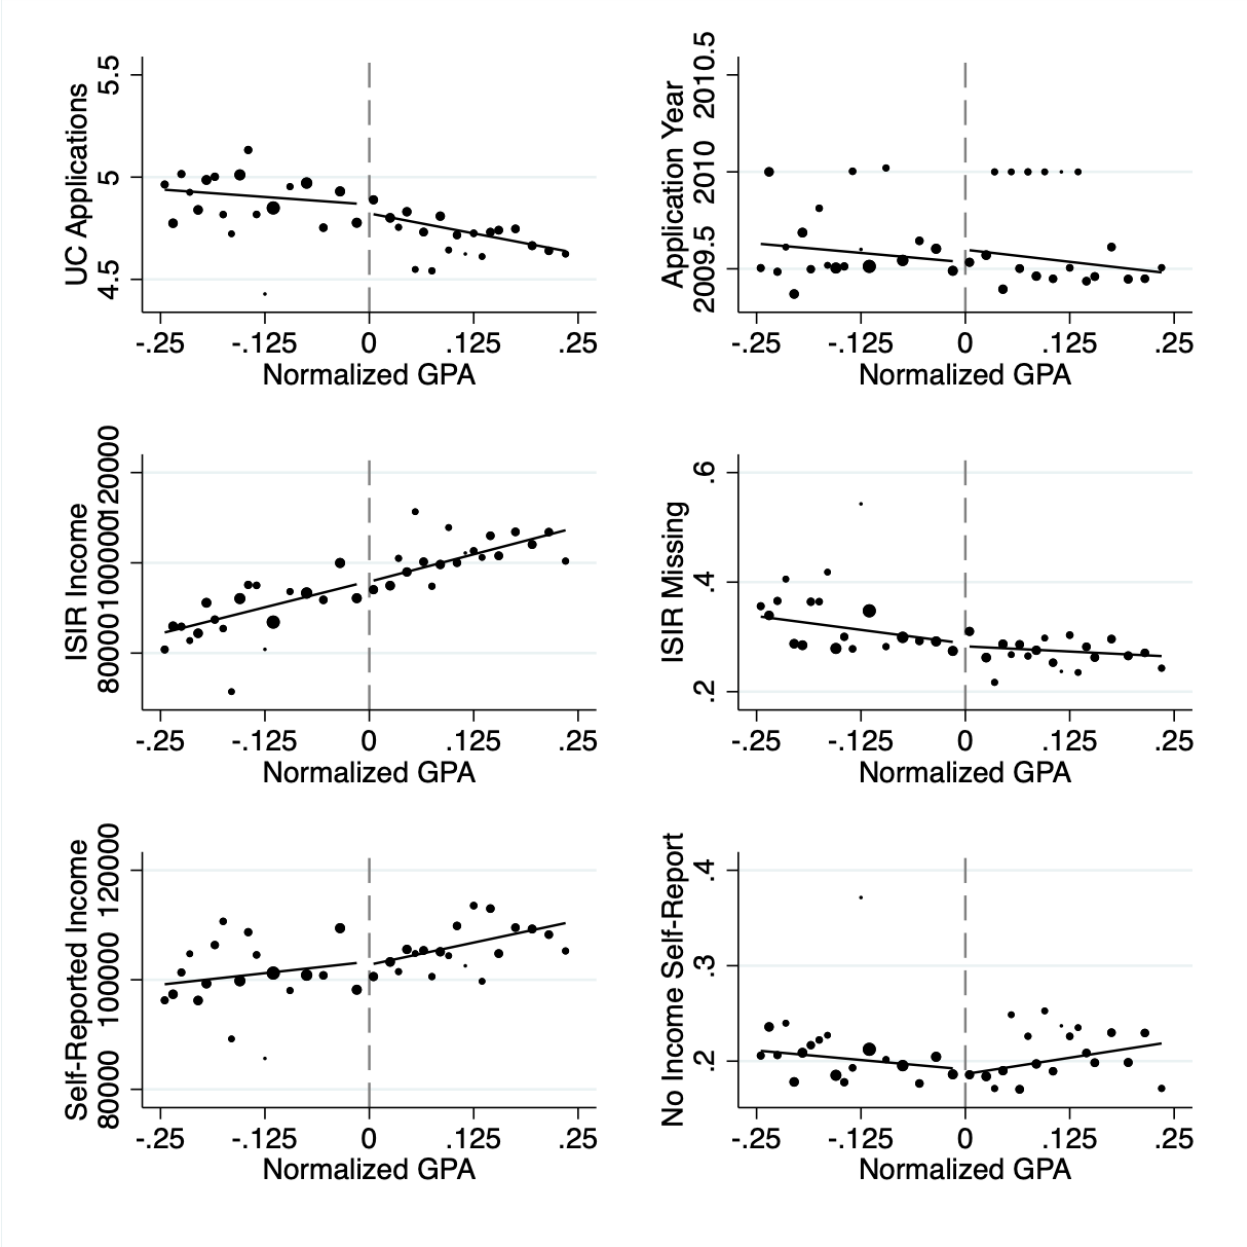 UC Applications
5.5
5
4.5
-.25 -.125 0 .125 .25
Normalized GPA
Application Year
2010.5
2010
2009.5
-.25 -.125 0 .125 .25
Normalized GPA
ISIR Income
120000
100000
80000
-.25 -.125 0 .125 .25
Normalized GPA
ISIR Missing
.6
.4
.2
-.25 -.125 0 .125 .25
Normalized GPA
Self-Reported Income
120000
100000
80000
-.25 -.125 0 .125 .25
Normalized GPA
No Income Self-Report
.4
.3
.2
-.25 -.125 0 .125 .25
Normalized GPA